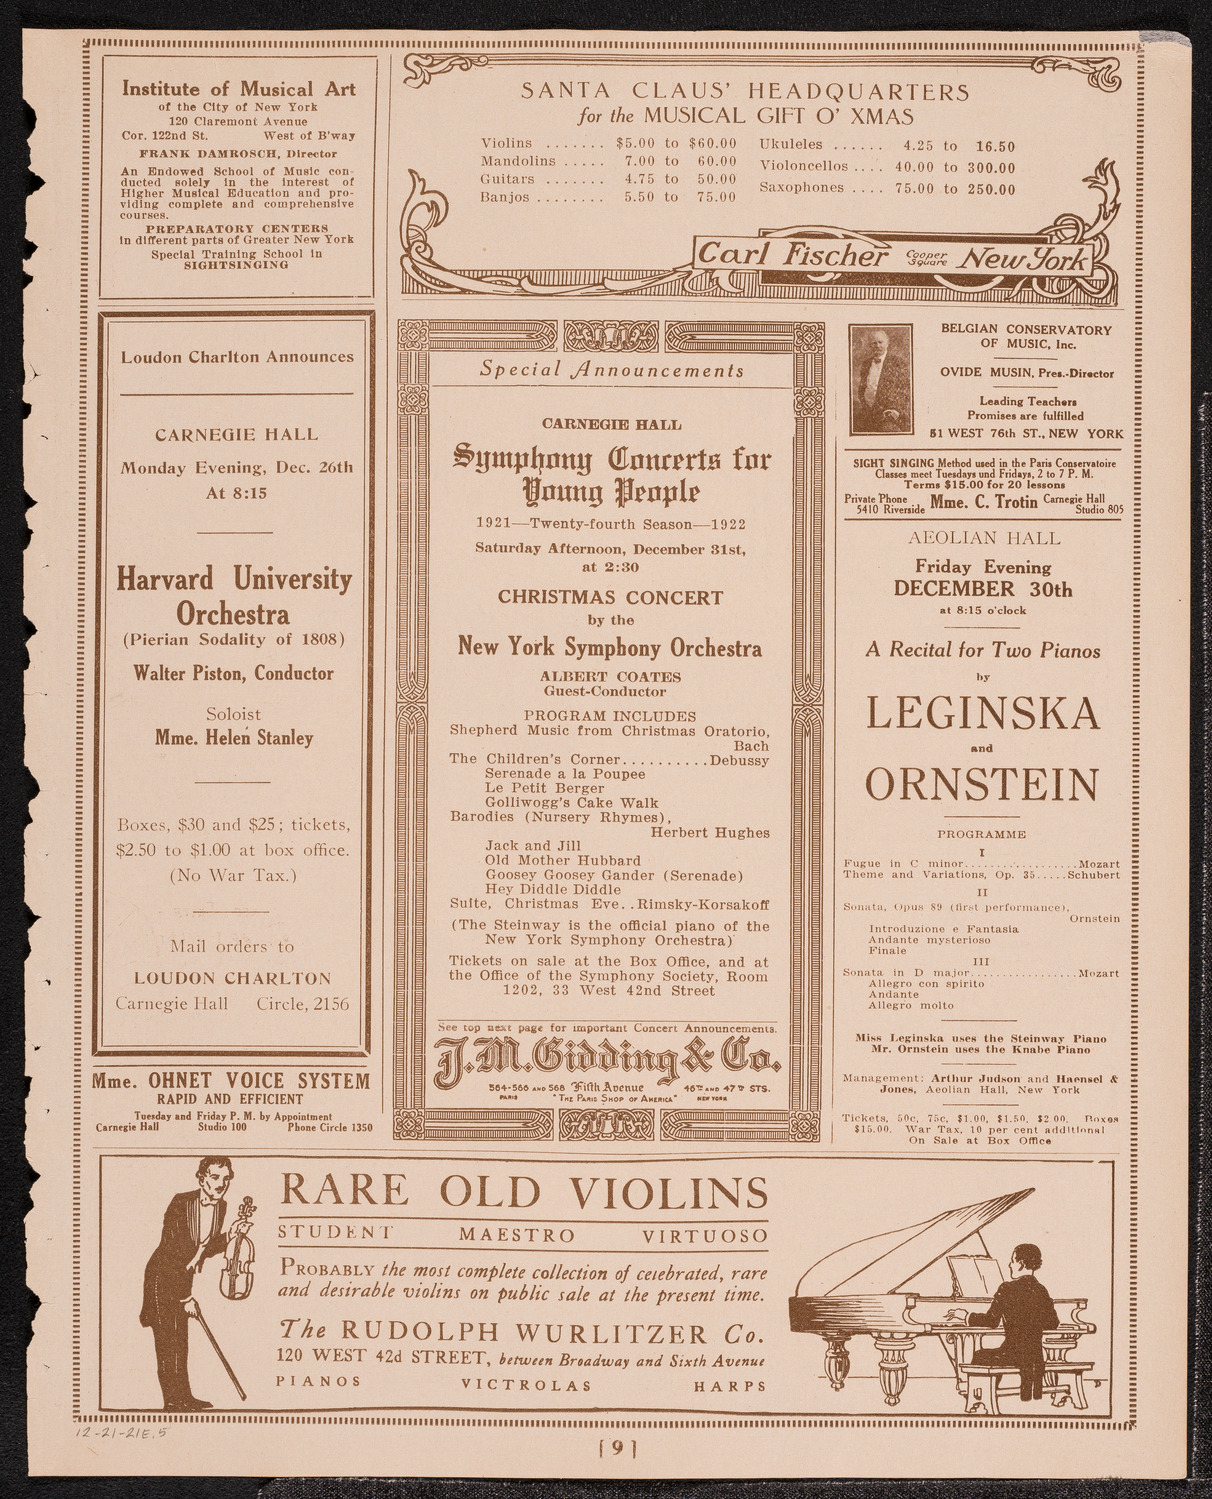 Institute of Musical Art
of the City of New York
120 Claremont Avenue
Cor. 122nd St. West of B'way
FRANK DAMROSCH, Director
An Endowed School of Music con-
ducted solely in the interest of
Higher Musical Education and pro-
viding complete and comprehensive
courses.
PREPARATORY CENTERS
in different parts of Greater New York
Special Training School in
SIGHTSINGING
SANTA CLAUS' HEADQUARTERS
for the MUSICAL GIFT O' XMAS
Violins ....... $5.00 to $60.00
Mandolins ..... 7.00 to 60.00
Guitars ....... 4.75 to 50.00
Banjos ........ 5.50 to 75.00
Ukuleles ...... 4.25 to 16.50
Violoncellos .... 40.00 to 300.00
Saxophones .... 75.00 to 250.00
Carl Fischer Cooper Square New York
Loudon Charlton Announces
CARNEGIE HALL
Monday Evening, Dec. 26th
At 8:15
Harvard University
Orchestra
(Pierian Sodality of 1808)
Walter Piston, Conductor
Soloist
Mme. Helen Stanley
Boxes, $30 and $25; tickets,
$2.50 to $1.00 at box office.
(No War Tax.)
Mail orders to
LOUDON CHARLTON
Carnegie Hall Circle, 2156
Mme. OHNET VOICE SYSTEM
RAPID AND EFFICIENT
Tuesday and Friday P. M. by Appointment
Carnegie Hall Studio 100 Phone Circle 1350
Special Announcements
CARNEGIE HALL
Symphony Concerts for
Young People
1921—Twenty-fourth Season—1922
Saturday Afternoon, December 31st,
at 2:30
CHRISTMAS CONCERT
by the
New York Symphony Orchestra
ALBERT COATES
Guest-Conductor
PROGRAM INCLUDES
Shepherd Music from Christmas Oratorio,
Bach
The Children's Corner..........Debussy
Serenade a la Poupee
Le Petit Berger
Golliwogg's Cake Walk
Barodies (Nursery Rhymes),
Herbert Hughes
Jack and Jill
Old Mother Hubbard
Goosey Goosey Gander (Serenade)
Hey Diddle Diddle
Suite, Christmas Eve..Rimsky-Korsakoff
(The Steinway is the official piano of the
New York Symphony Orchestra)
Tickets on sale at the Box Office, and at
the Office of the Symphony Society, Room
1202, 33 West 42nd Street
See top next page for important Concert Announcements.
J.M.Gidding & Co.
564-566 AND 568 Fifth Avenue 46TH AND 47TH STS.
PARIS "THE PARIS SHOP OF AMERICA" NEW YORK
BELGIAN CONSERVATORY
OF MUSIC, Inc.
OVIDE MUSIN, Pres.-Director
Leading Teachers
Promises are fulfilled
51 WEST 76th ST., NEW YORK
SIGHT SINGING Method used in the Paris Conservatoire
Classes meet Tuesdays und Fridays, 2 to 7 P. M.
Terms $15.00 for 20 lessons
Private Phone 5410 Riverside Mme. C. Trotin Carnegie Hall Studio 805
AEOLIAN HALL
Friday Evening
DECEMBER 30th
at 8:15 o'clock
A Recital for Two Pianos
by
LEGINSKA
and
ORNSTEIN
PROGRAMME
I
Fugue in C minor.................Mozart
Theme and Variations, Op. 35.....Schubert
II
Sonata, Opus 89 (first performance),
Ornstein
Introduzione e Fantasia
Andante mysterioso
Finale
III
Sonata in D major................Mozart
Allegro con spirito
Andante
Allegro molto
Miss Leginska uses the Steinway Piano
Mr. Ornstein uses the Knabe Piano
Management: Arthur Judson and Haensel &
Jones, Aeolian Hall, New York
Tickets, 50c, 75c, $1.00, $1.50, $2.00, Boxes
$15.00. War Tax, 10 per cent additional
On Sale at Box Office
RARE OLD VIOLINS
STUDENT MAESTRO VIRTUOSO
PROBABLY the most complete collection of celebrated, rare
and desirable violins on public sale at the present time.
The RUDOLPH WURLITZER Co.
120 WEST 42d STREET, between Broadway and Sixth Avenue
PIANOS VICTROLAS HARPS
12-21-21E.5
[9]